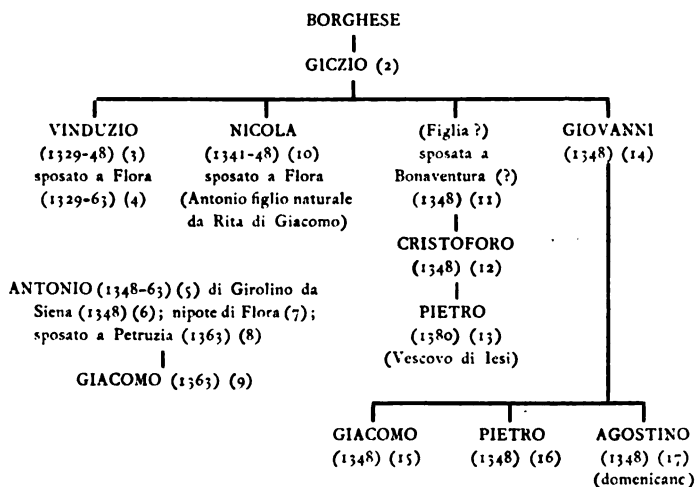 BORGHESE
GICZIO (2)
VINDUZIO
(1329-48) (3)
sposato a Flora
(1329-63) (4)
NICOLA
(1341-48) (10)
sposato a Flora
(Antonio figlio naturale
da Rita di Giacomo)
(Figlia ?)
sposata a
Bonaventura (?)
(1348) (11)
CRISTOFORO
(1348) (12)
PIETRO
(1380) (13)
(Vescovo di Iesi)
GIOVANNI
(1348) (14)
ANTONIO (1348-63) (5) di Girolino da
Siena (1348) (6); nipote di Flora (7);
sposato a Petruzia (1363) (8)
GIACOMO (1363) (9)
GIACOMO
(1348) (15)
PIETRO
(1348) (16)
AGOSTINO
(1348) (17)
(domenicanc)